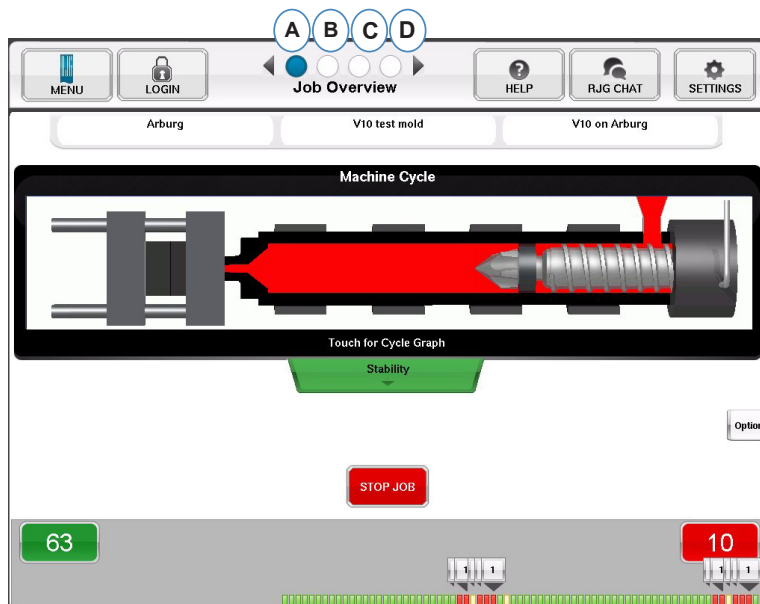 A B C D
MENU LOGIN Job Overview HELP RJG CHAT SETTINGS
Arburg V10 test mold V10 on Arburg
Machine Cycle
Touch for Cycle Graph
Stability
Option
STOP JOB
63 10
1 1 1 1